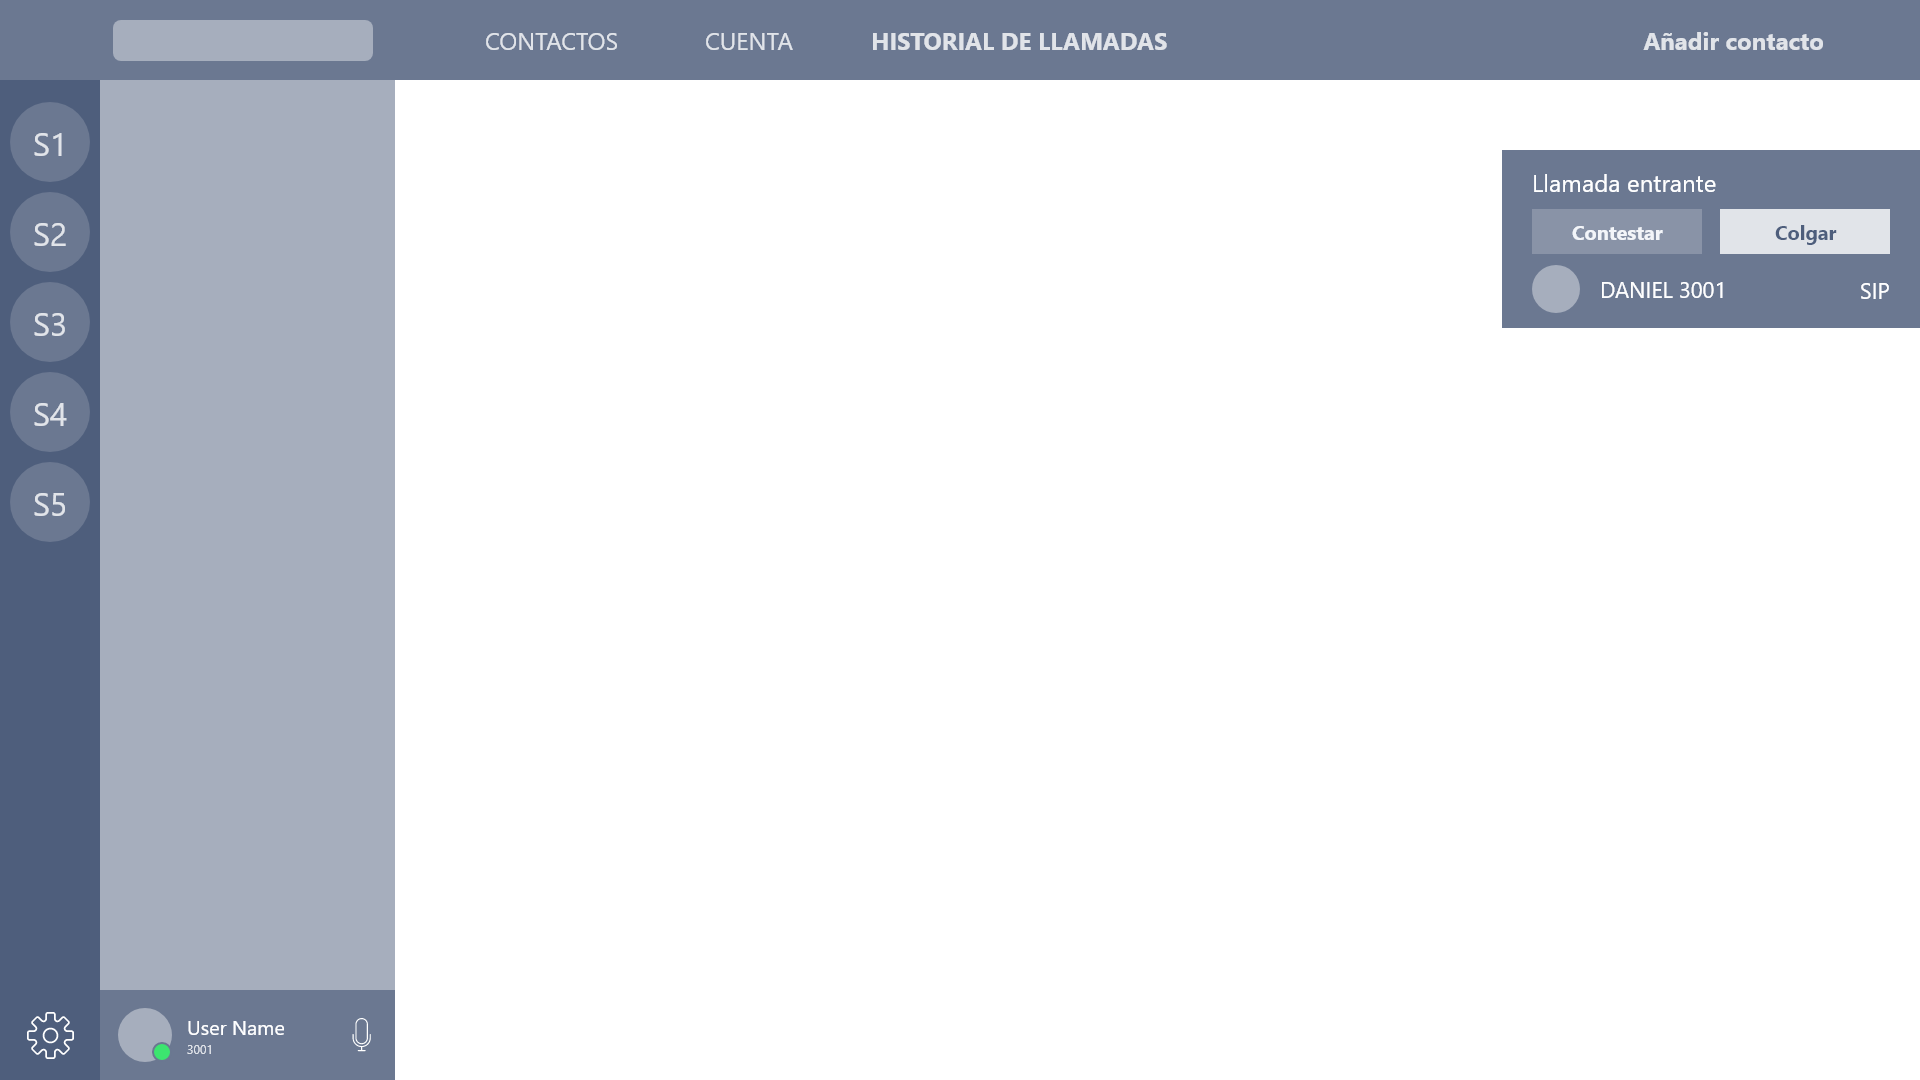 CONTACTOS
CUENTA
HISTORIAL DE LLAMADAS
Añadir contacto
S1
S2
S3
S4
S5
Llamada entrante
Contestar
Colgar
DANIEL 3001
SIP
User Name
3001